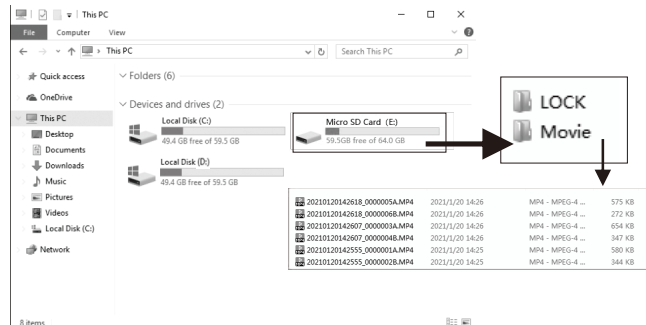 This PC
File Computer View
This PC
Search This PC
Quick access
OneDrive
This PC
Desktop
Documents
Downloads
Music
Pictures
Videos
Local Disk (C:)
Network
8 items
Folders (6)
Devices and drives (2)
Local Disk (C:)
49.4 GB free of 59.5 GB
Micro SD Card (E:)
59.5GB free of 64.0 GB
Local Disk (D:)
49.4 GB free of 59.5 GB
LOCK
Movie
20210120142618_0000005A.MP4 2021/1/20 14:26 MP4 - MPEG-4 ... 575 KB
20210120142618_0000006B.MP4 2021/1/20 14:26 MP4 - MPEG-4 ... 272 KB
20210120142607_0000003A.MP4 2021/1/20 14:26 MP4 - MPEG-4 ... 654 KB
20210120142607_0000004B.MP4 2021/1/20 14:26 MP4 - MPEG-4 ... 347 KB
20210120142555_0000001A.MP4 2021/1/20 14:25 MP4 - MPEG-4 ... 580 KB
20210120142555_0000002B.MP4 2021/1/20 14:25 MP4 - MPEG-4 ... 344 KB